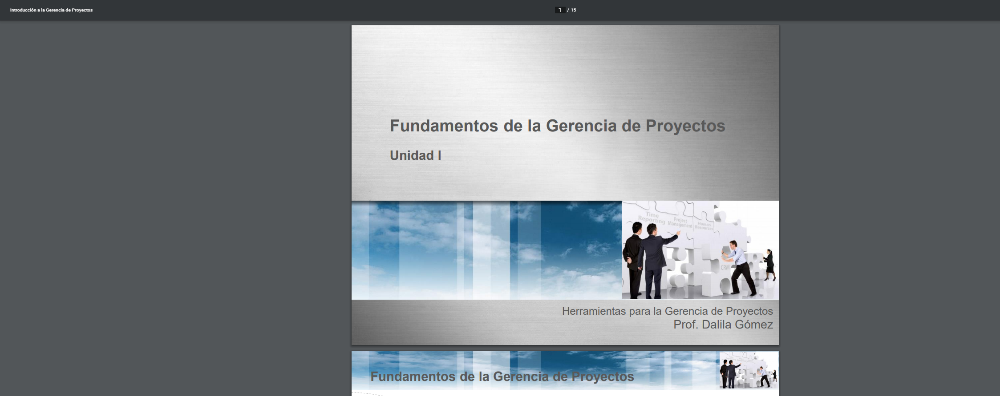 Introducción a la Gerencia de Proyectos
1 / 15
Fundamentos de la Gerencia de Proyectos
Unidad I
Time
Reporting
Project
Management
Human
Resources
CRM
Herramientas para la Gerencia de Proyectos
Prof. Dalila Gómez
Fundamentos de la Gerencia de Proyectos